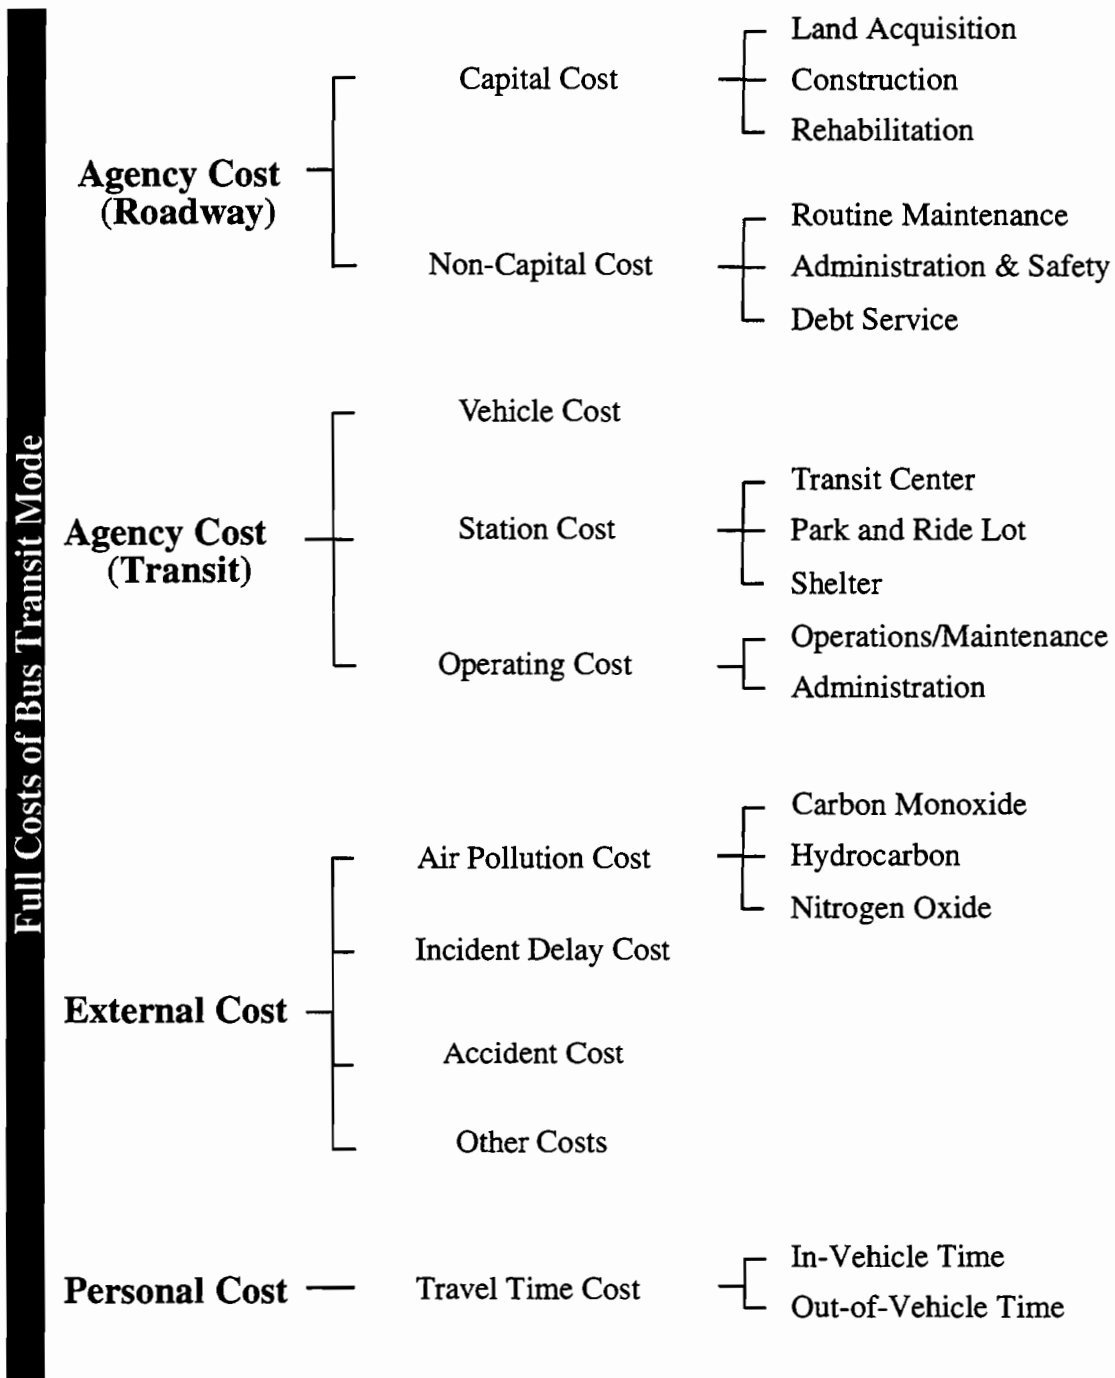 Full Costs of Bus Transit Mode
Agency Cost
(Roadway)
Capital Cost
Land Acquisition
Construction
Rehabilitation
Non-Capital Cost
Routine Maintenance
Administration & Safety
Debt Service
Agency Cost
(Transit)
Vehicle Cost
Station Cost
Transit Center
Park and Ride Lot
Shelter
Operating Cost
Operations/Maintenance
Administration
External Cost
Air Pollution Cost
Carbon Monoxide
Hydrocarbon
Nitrogen Oxide
Incident Delay Cost
Accident Cost
Other Costs
Personal Cost
Travel Time Cost
In-Vehicle Time
Out-of-Vehicle Time